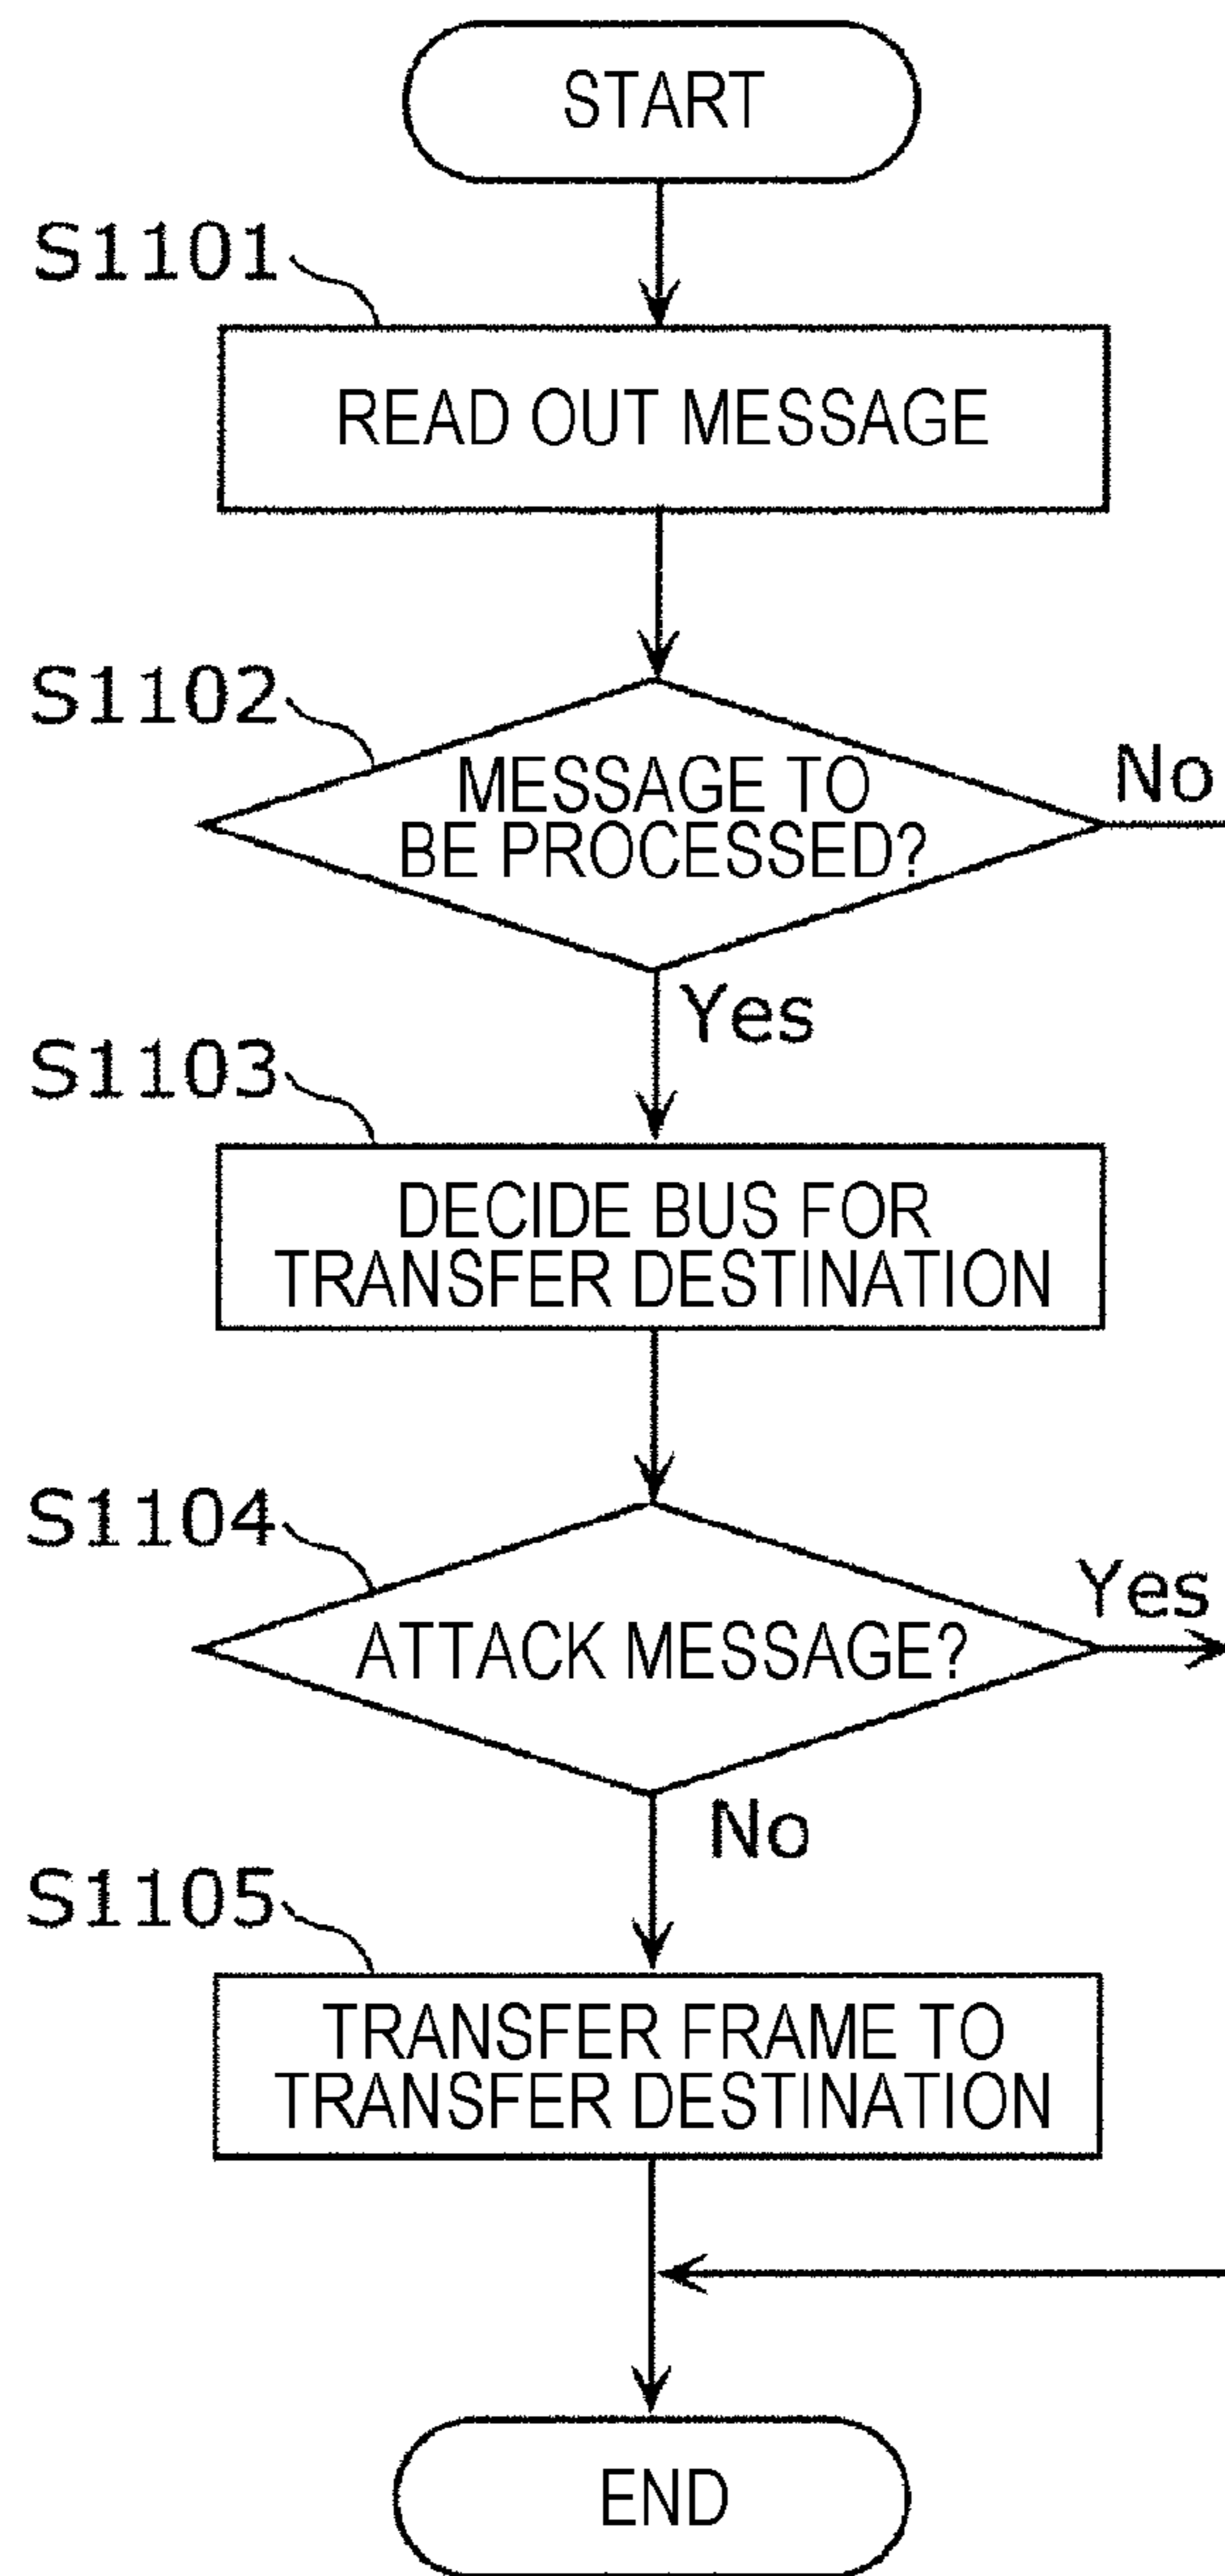 START
S1101
READ OUT MESSAGE
S1102
MESSAGE TO
BE PROCESSED?
No
Yes
S1103
DECIDE BUS FOR
TRANSFER DESTINATION
S1104
ATTACK MESSAGE?
Yes
No
S1105
TRANSFER FRAME TO
TRANSFER DESTINATION
END